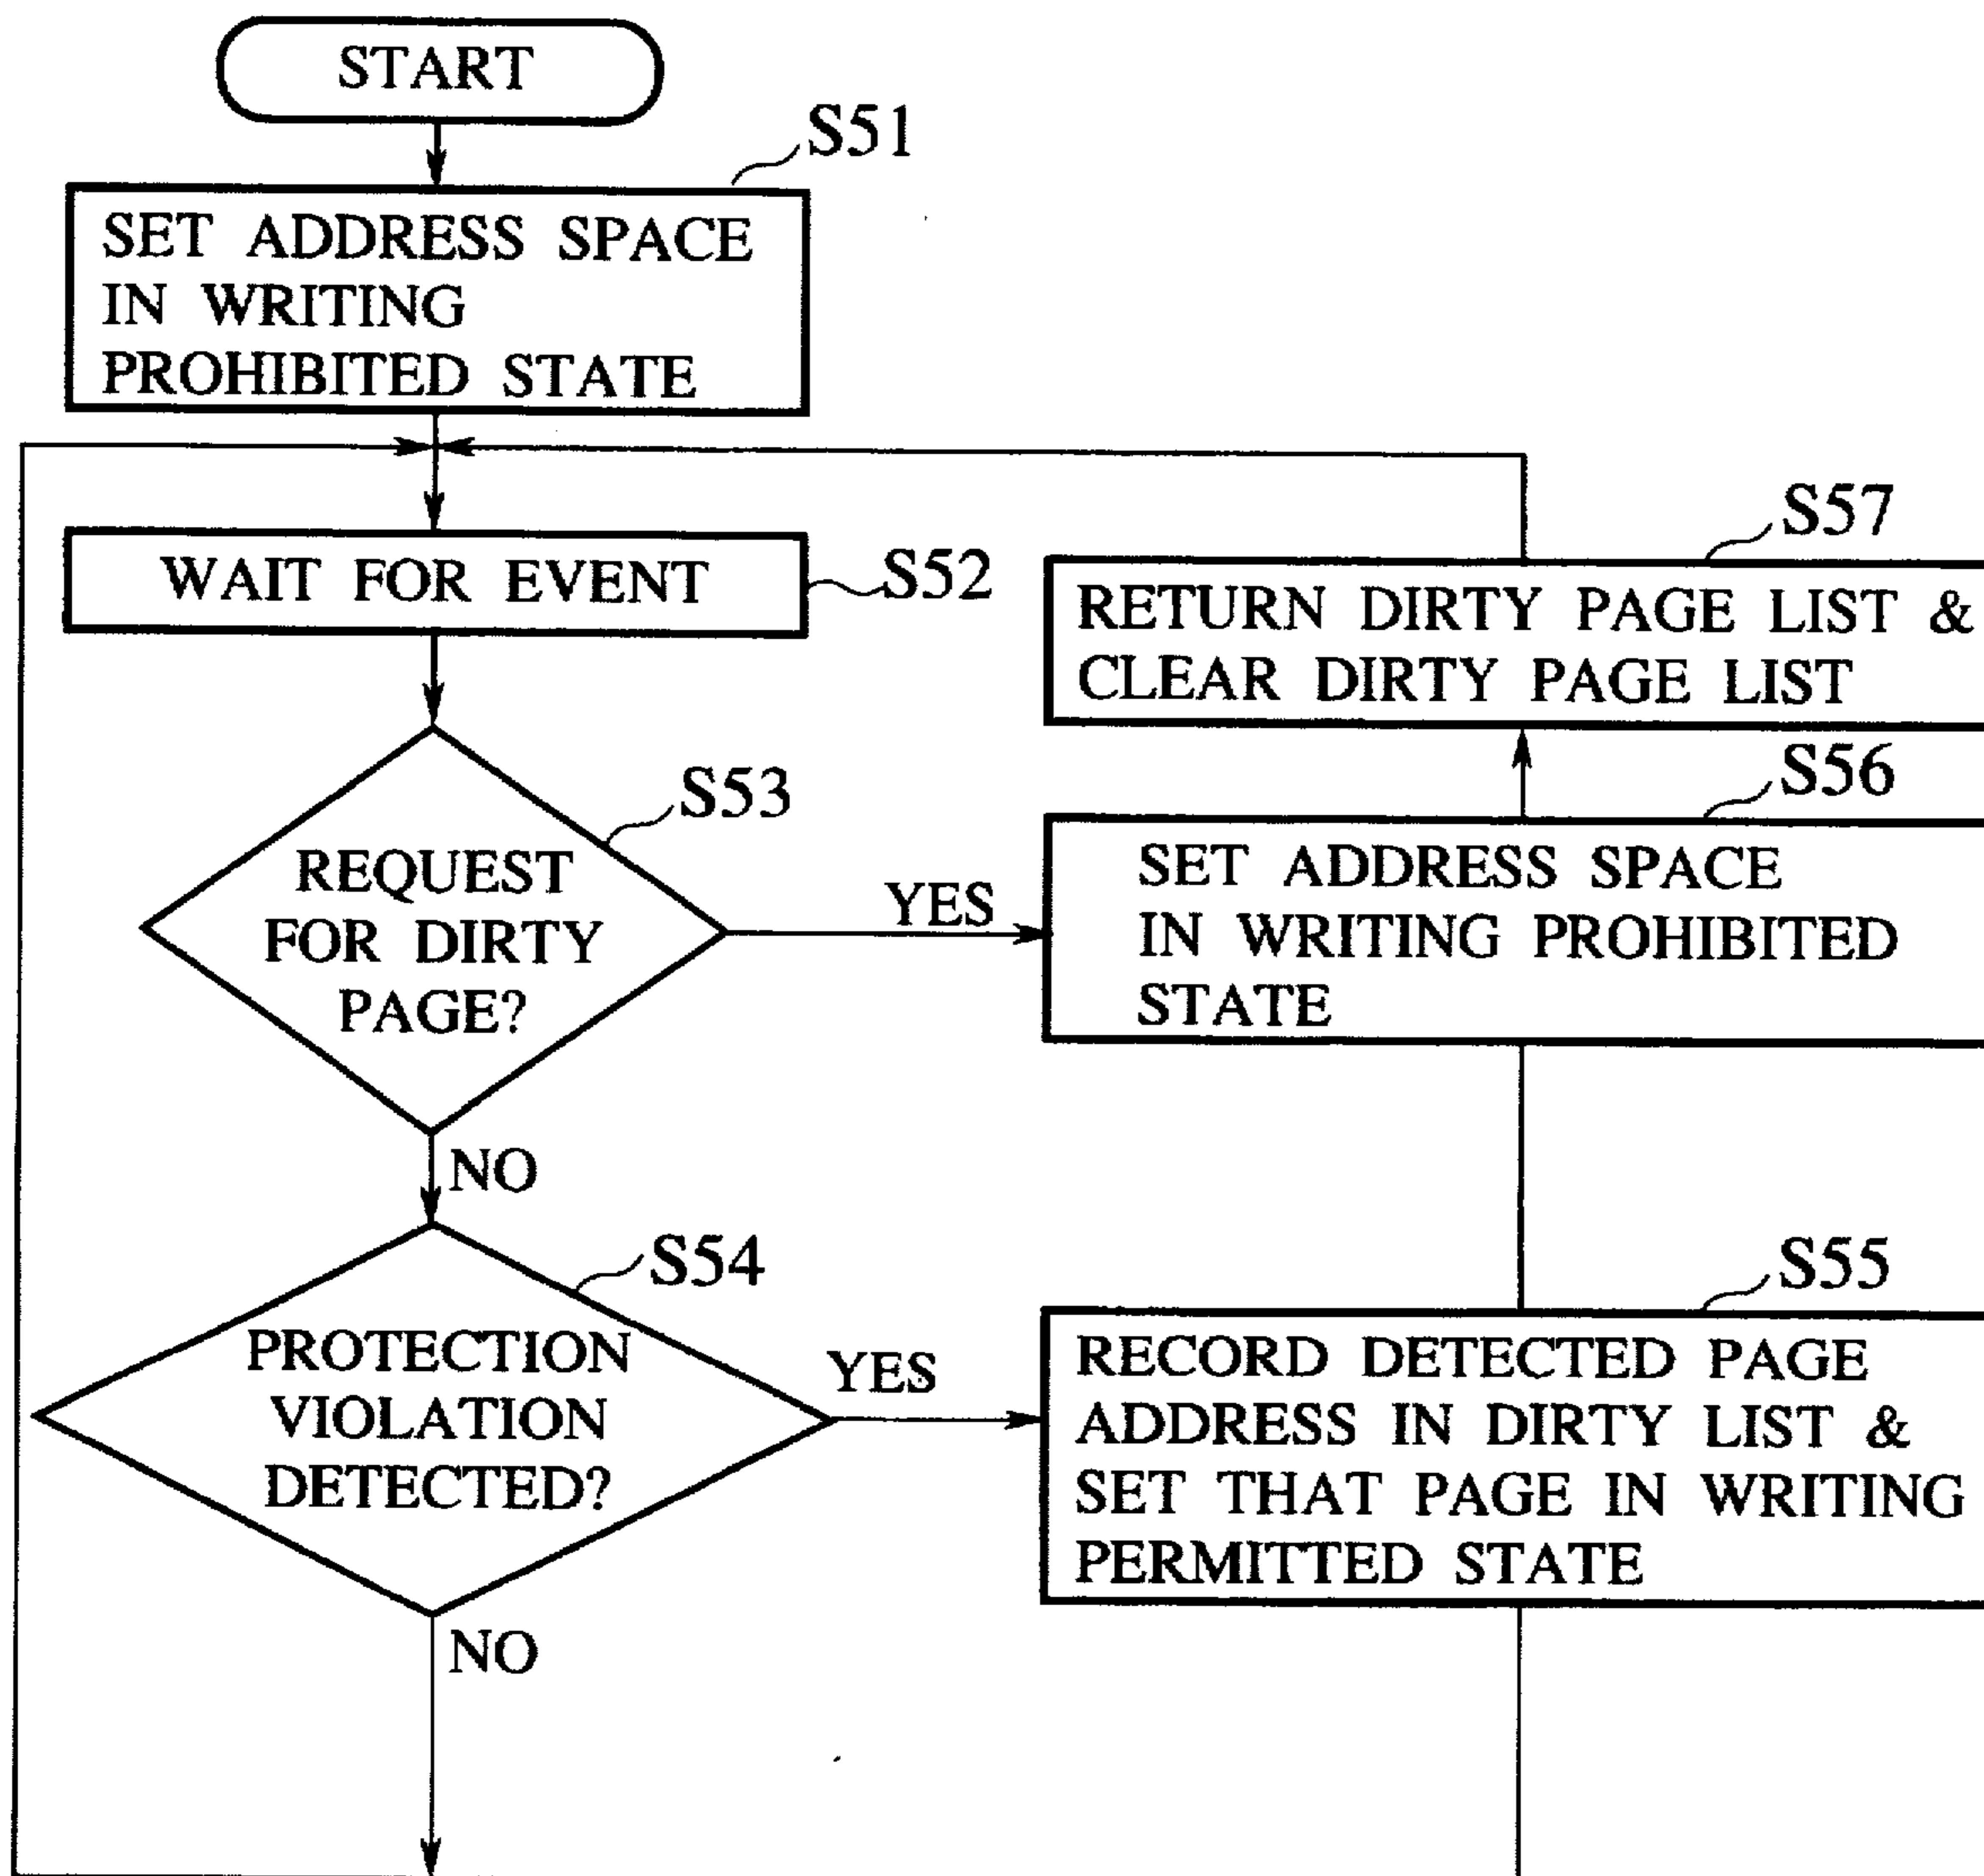 START
S51
SET ADDRESS SPACE
IN WRITING
PROHIBITED STATE
WAIT FOR EVENT
S52
S53
REQUEST
FOR DIRTY
PAGE?
YES
NO
S54
PROTECTION
VIOLATION
DETECTED?
YES
NO
S57
RETURN DIRTY PAGE LIST &
CLEAR DIRTY PAGE LIST
S56
SET ADDRESS SPACE
IN WRITING PROHIBITED
STATE
S55
RECORD DETECTED PAGE
ADDRESS IN DIRTY LIST &
SET THAT PAGE IN WRITING
PERMITTED STATE